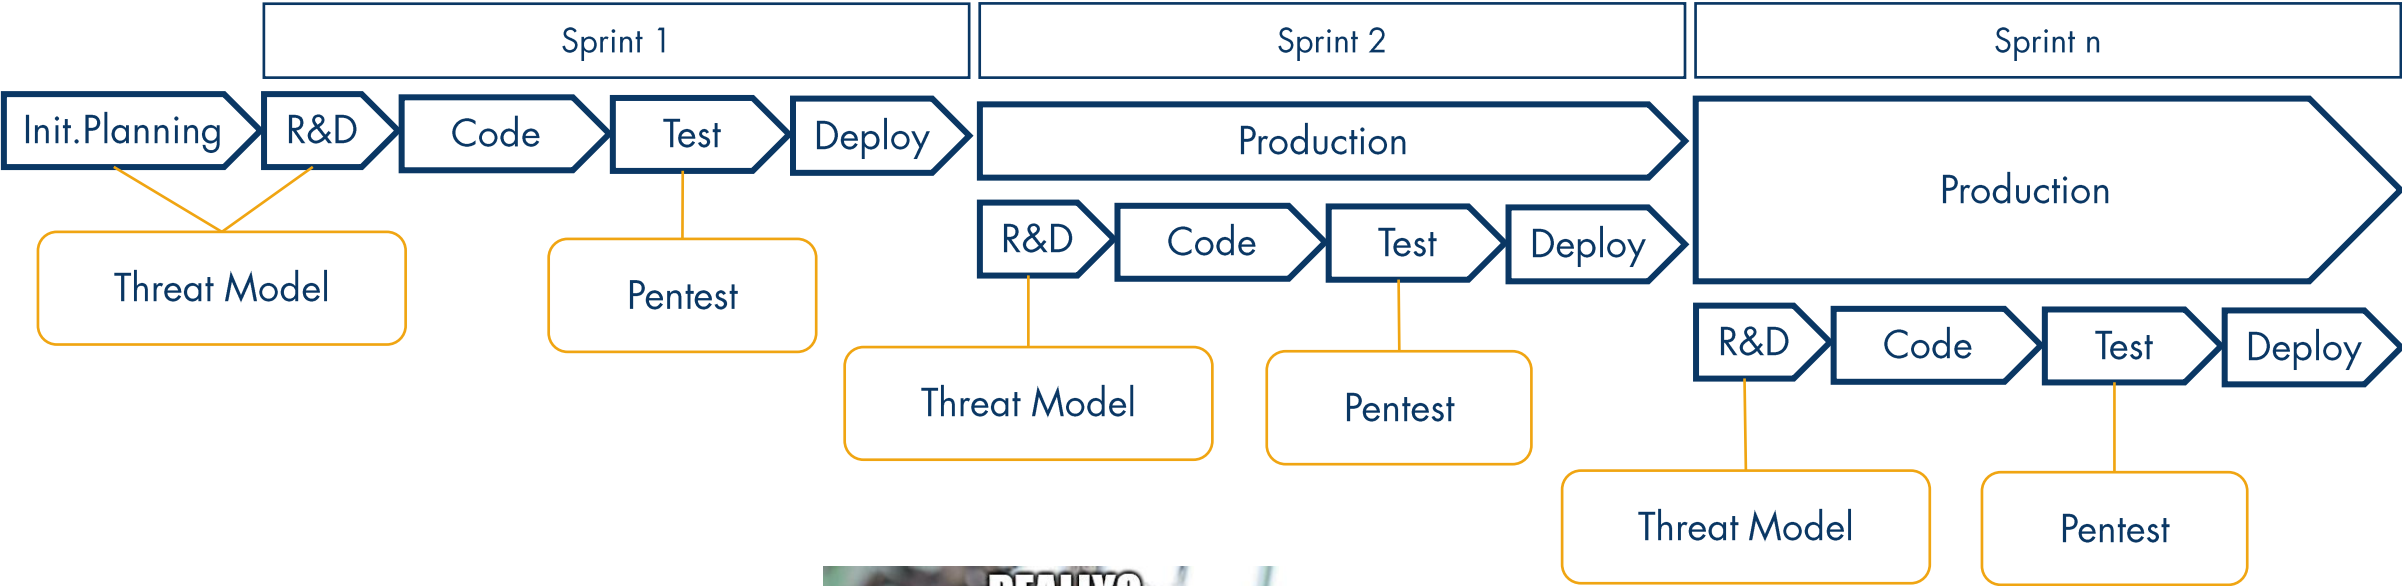 Sprint 1
Sprint 2
Sprint n
Init.Planning
R&D
Code
Test
Deploy
Production
Production
R&D
Code
Test
Deploy
Threat Model
Pentest
R&D
Code
Test
Deploy
Threat Model
Pentest
Threat Model
Pentest
REALLY?